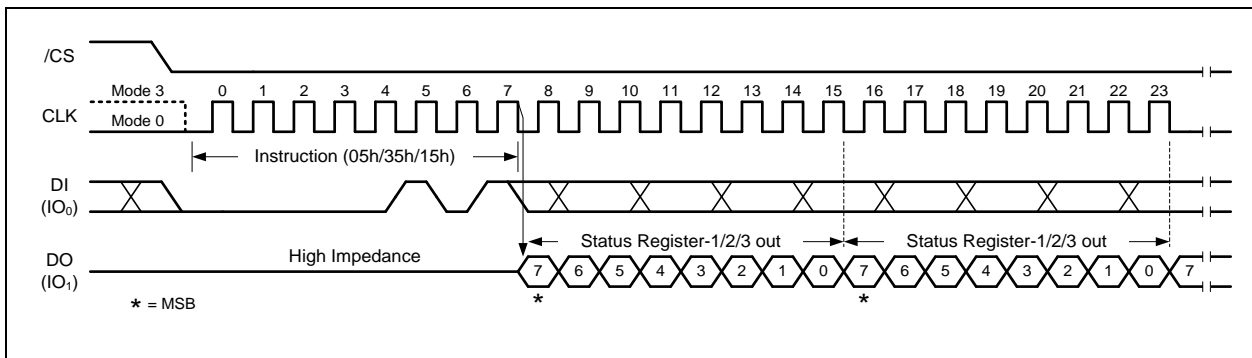 /CS
Mode 3 0 1 2 3 4 5 6 7 8 9 10 11 12 13 14 15 16 17 18 19 20 21 22 23
CLK
Mode 0
Instruction (05h/35h/15h)
DI
(IO₀)
Status Register-1/2/3 out Status Register-1/2/3 out
High Impedance
DO
(IO₁)
7 6 5 4 3 2 1 0 7 6 5 4 3 2 1 0 7
* *
* = MSB